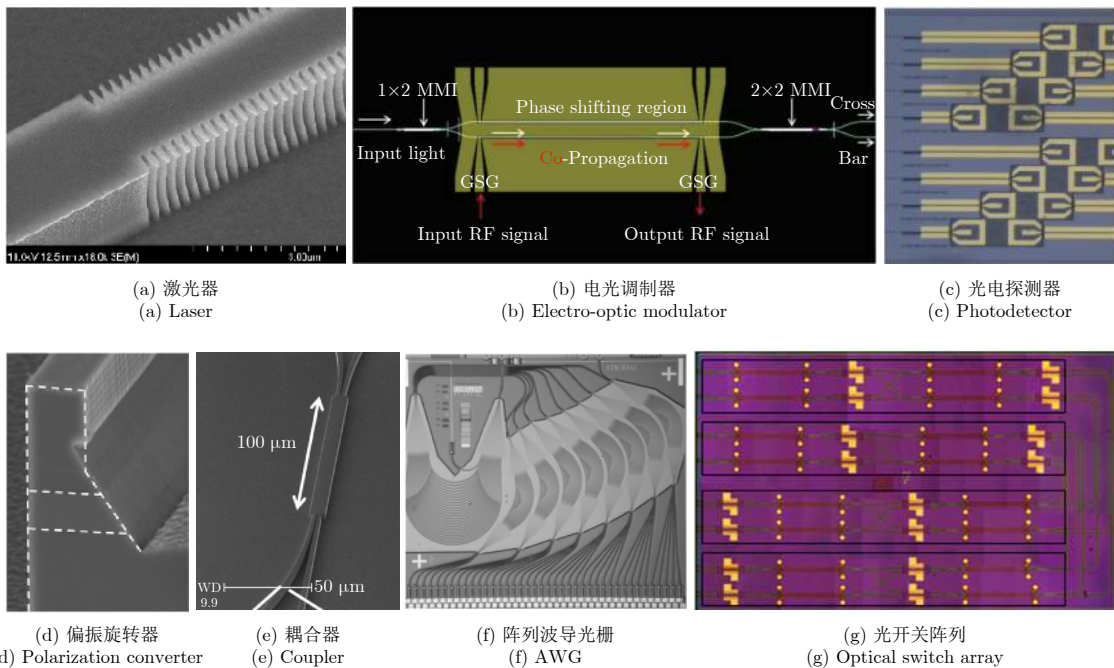 1×2 MMI
2×2 MMI
Cross
Phase shifting region
Input light
Co-Propagation
Bar
GSG
GSG
Input RF signal
Output RF signal
3.00um
(a) 激光器
(a) Laser
(b) 电光调制器
(b) Electro-optic modulator
(c) 光电探测器
(c) Photodetector
100 μm
50 μm
WD
9.9
(d) 偏振旋转器
d) Polarization converter
(e) 耦合器
(e) Coupler
(f) 阵列波导光栅
(f) AWG
(g) 光开关阵列
(g) Optical switch array